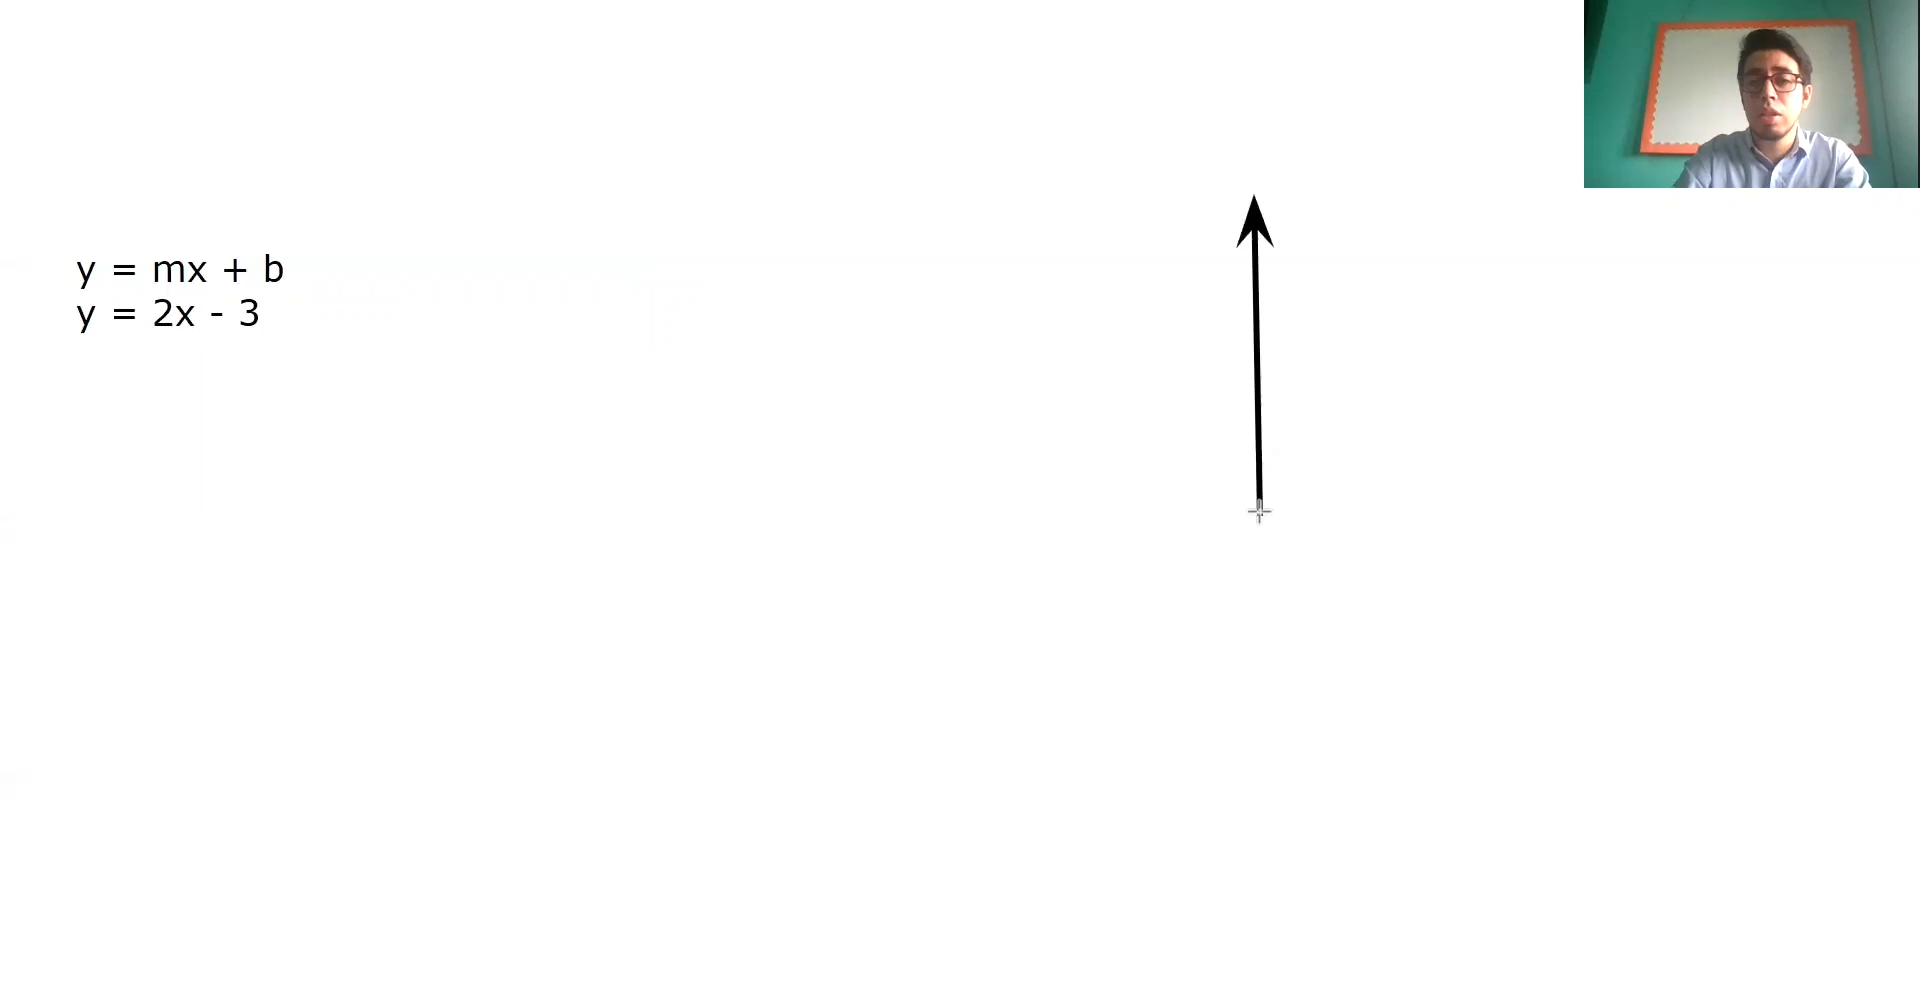 y = mx + b
y = 2x - 3